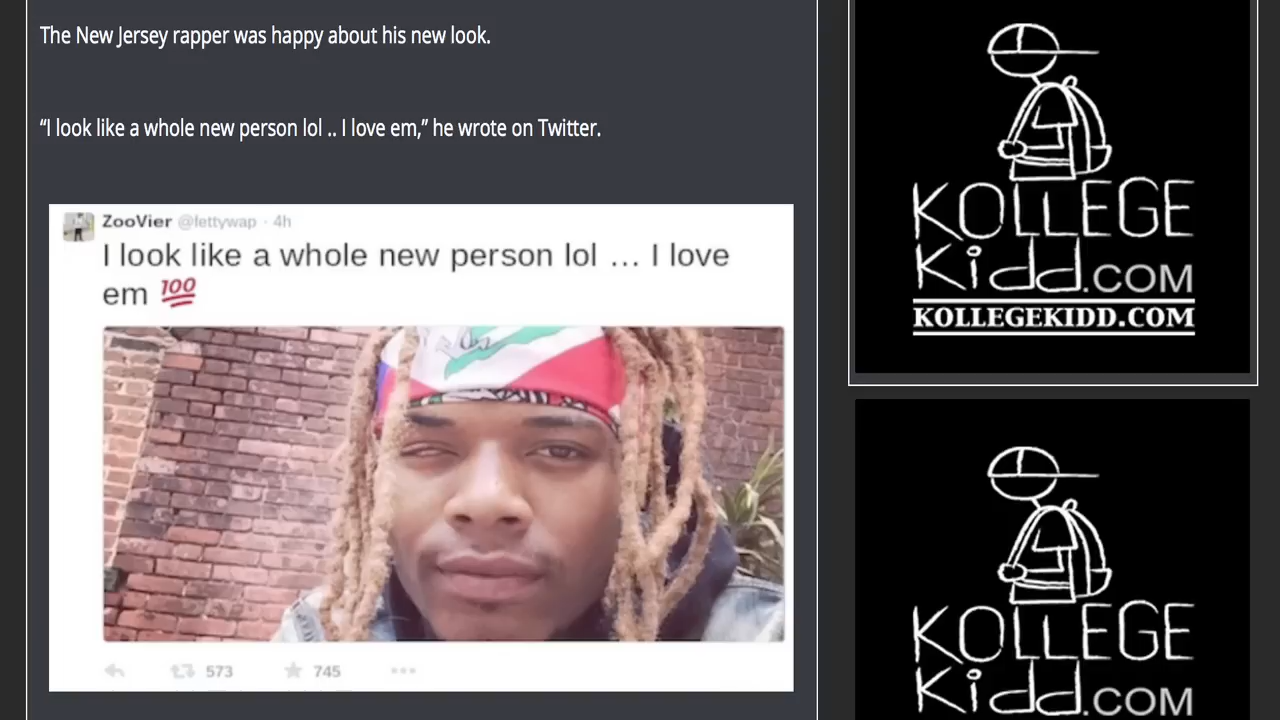 The New Jersey rapper was happy about his new look.
“I look like a whole new person lol .. I love em,” he wrote on Twitter.
ZooVier @fettywap · 4h
I look like a whole new person lol ... I love
em 💯
573 745
KOLLEGE
Kidd.COM
KOLLEGEKIDD.COM
KOLLEGE
Kidd.COM